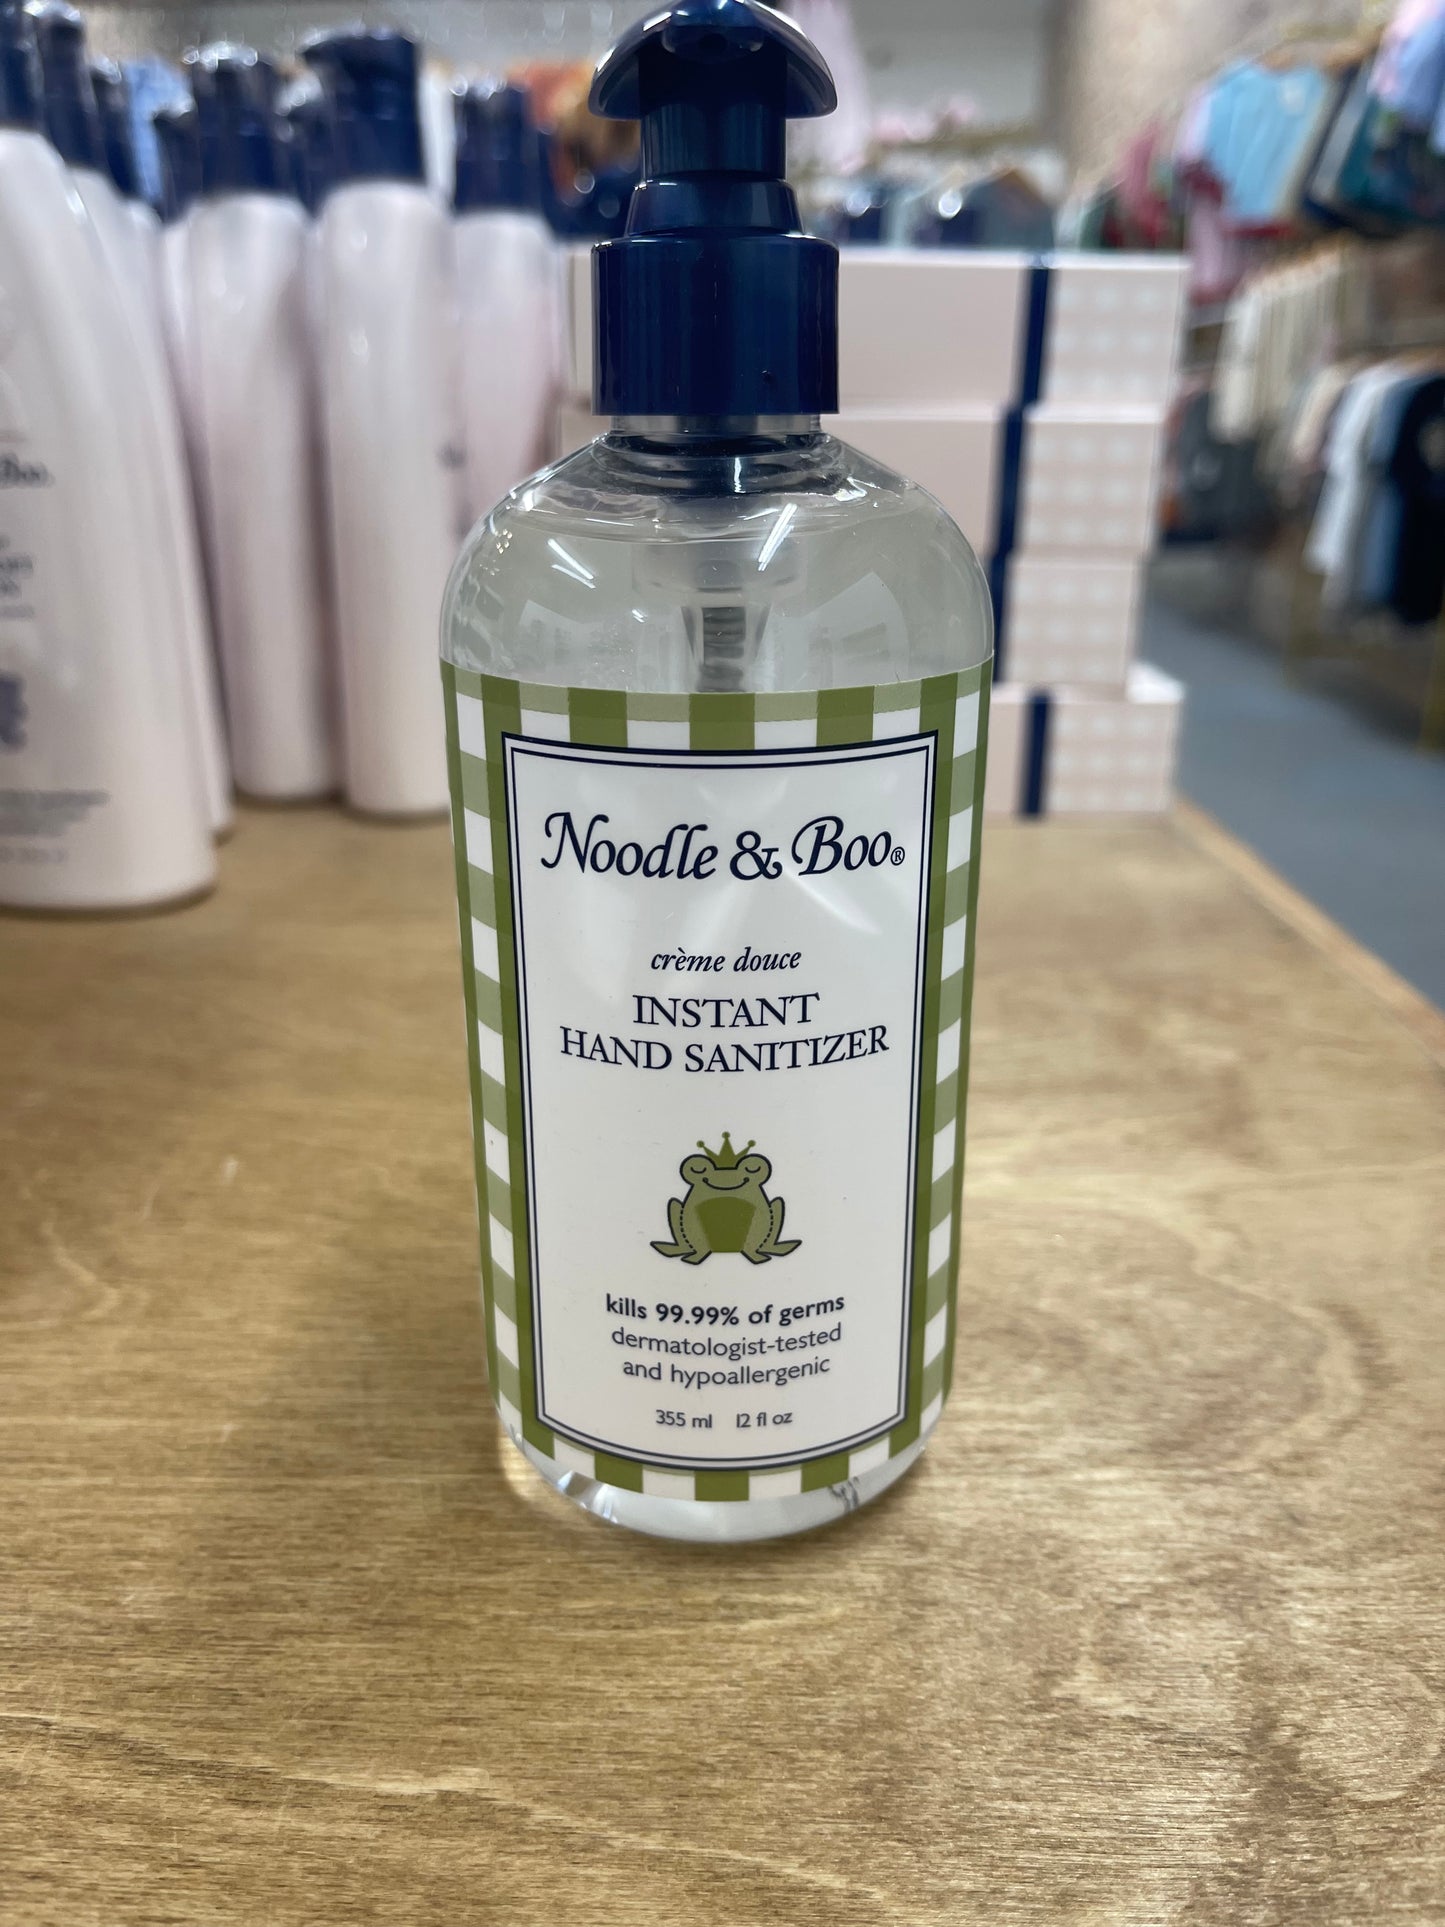 Noodle & Boo®
crème douce
INSTANT
HAND SANITIZER
kills 99.99% of germs
dermatologist-tested
and hypoallergenic
355 ml 12 fl oz
Boo